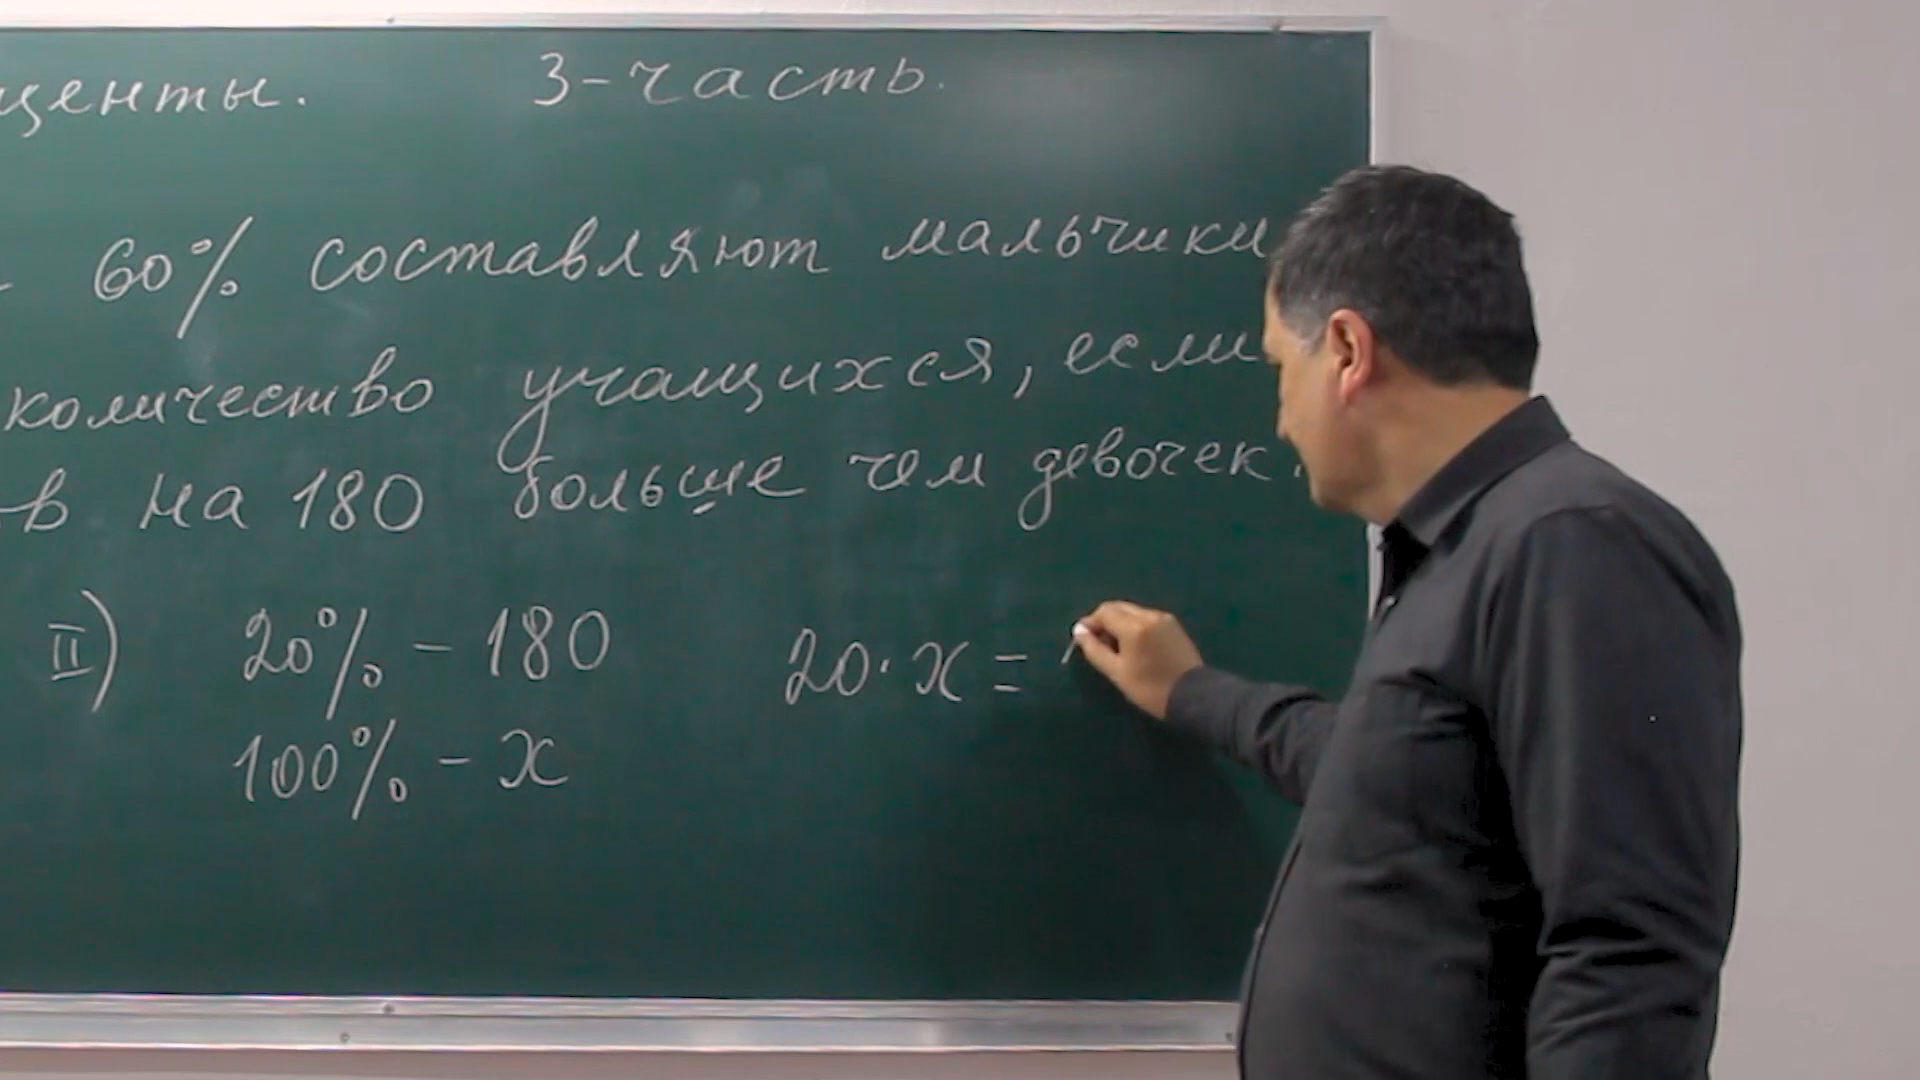 центы. 3-часть.
60% составляют мальчики
количество учащихся, если
в на 180 больше чем девочек.
II) 20% - 180 20·x =
100% - x